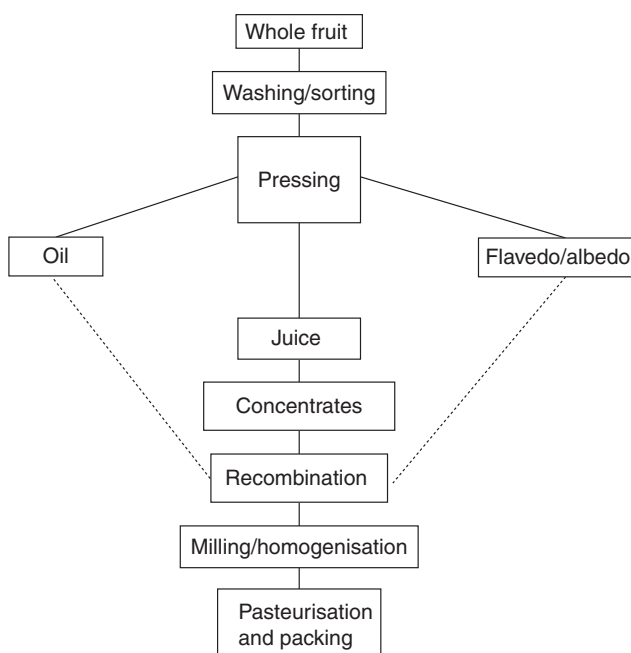 Whole fruit
Washing/sorting
Pressing
Oil
Flavedo/albedo
Juice
Concentrates
Recombination
Milling/homogenisation
Pasteurisation
and packing